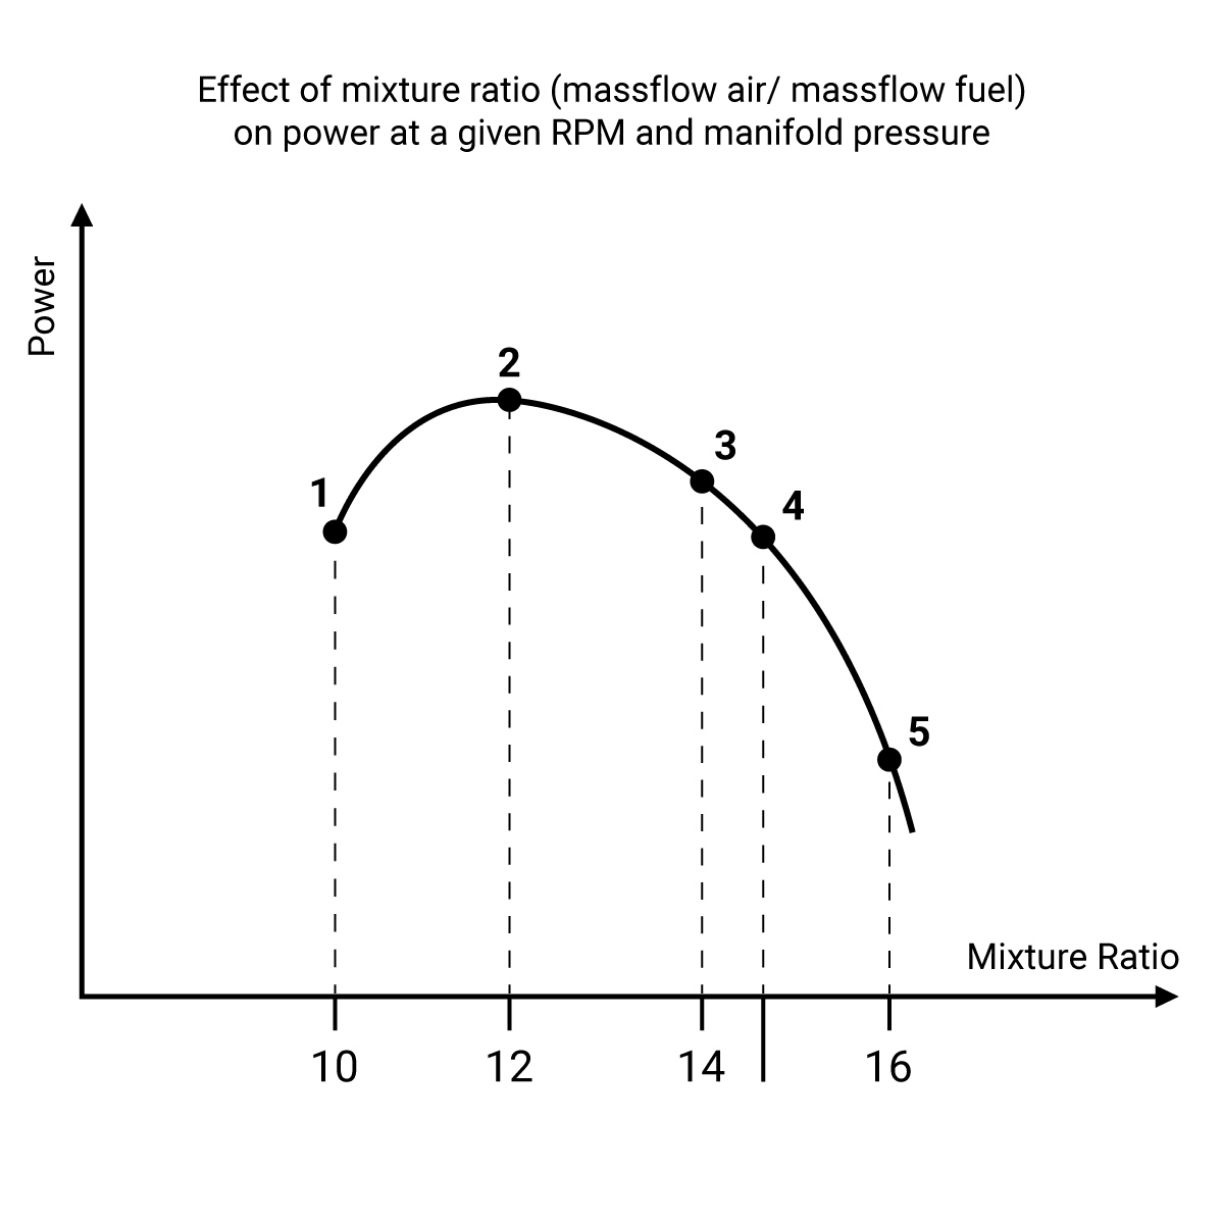 Effect of mixture ratio (massflow air/ massflow fuel)
on power at a given RPM and manifold pressure
Power
2
3
1
4
5
Mixture Ratio
10 12 14 16